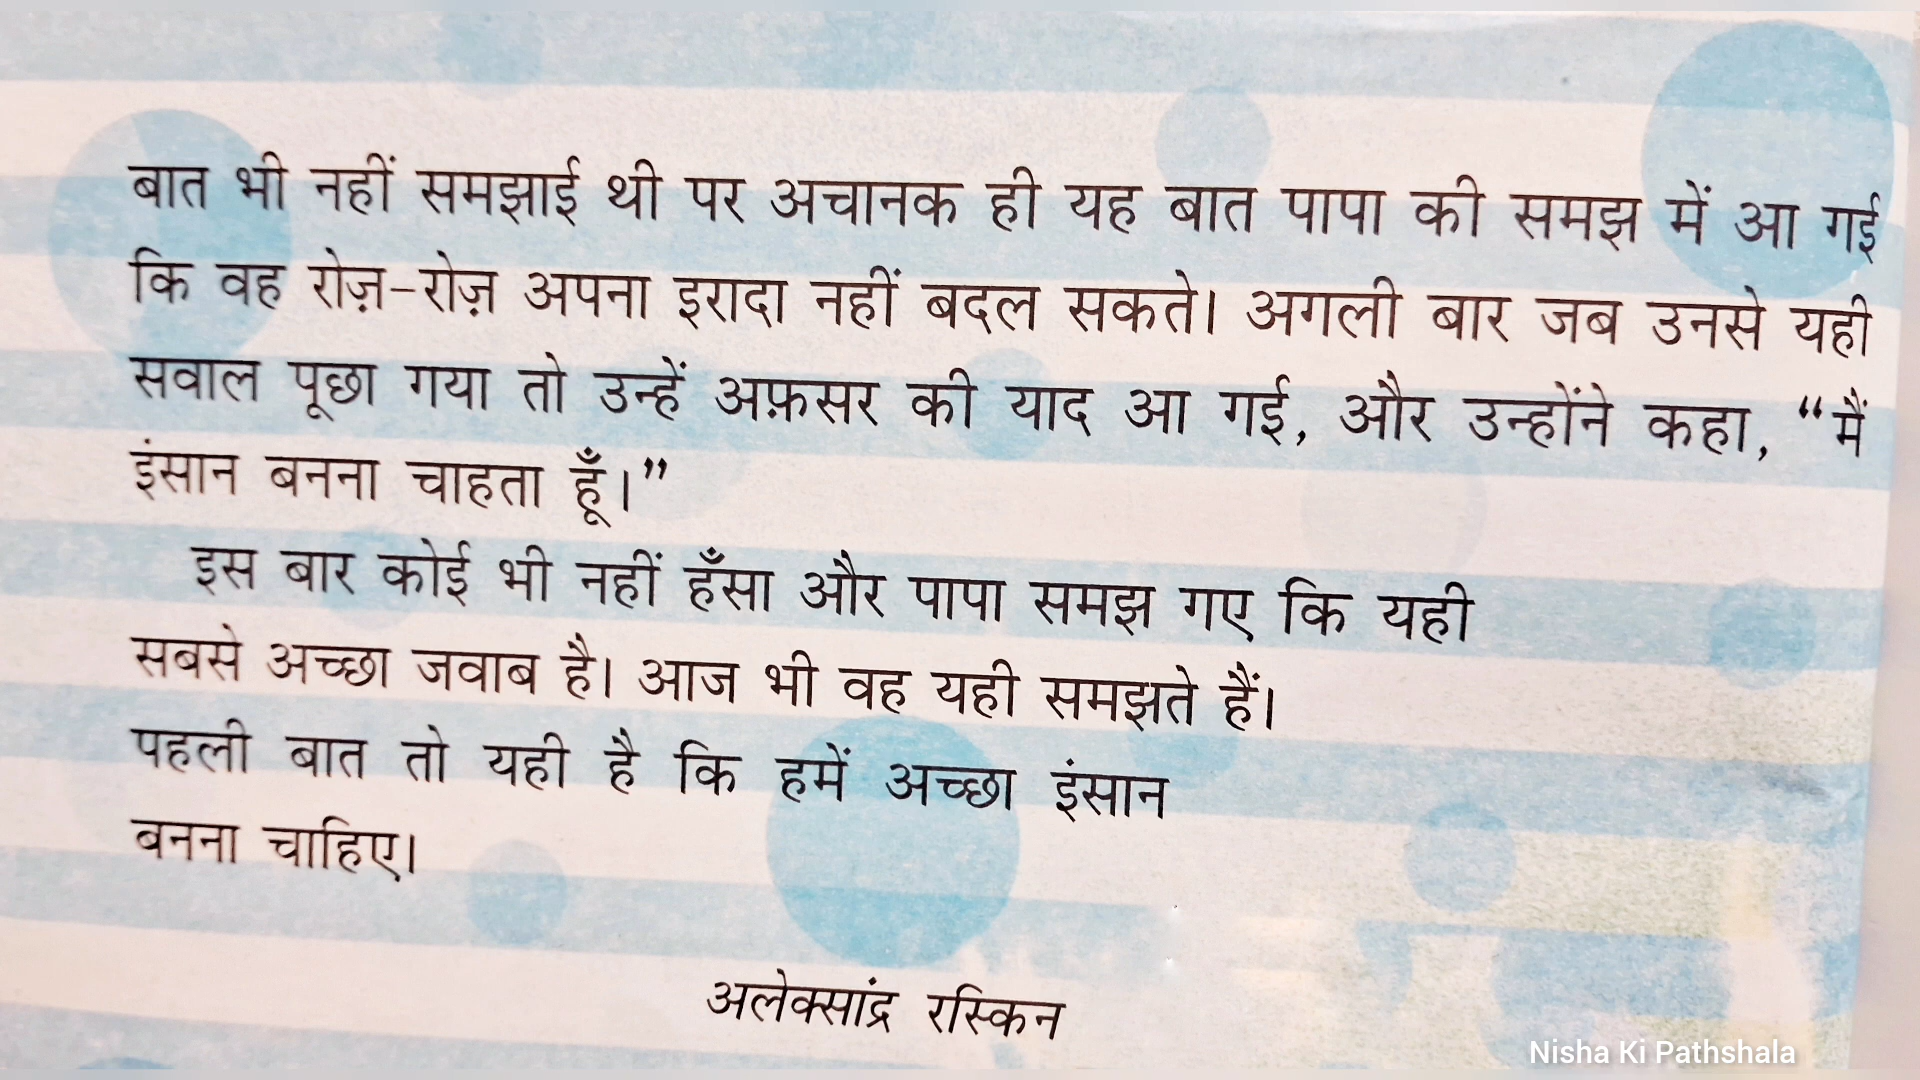 बात भी नहीं समझाई थी पर अचानक ही यह बात पापा की समझ में आ गई
कि वह रोज़-रोज़ अपना इरादा नहीं बदल सकते। अगली बार जब उनसे यही
सवाल पूछा गया तो उन्हें अफ़सर की याद आ गई, और उन्होंने कहा, “मैं
इंसान बनना चाहता हूँ।”
इस बार कोई भी नहीं हँसा और पापा समझ गए कि यही
सबसे अच्छा जवाब है। आज भी वह यही समझते हैं।
पहली बात तो यही है कि हमें अच्छा इंसान
बनना चाहिए।
अलेक्सांद्र रस्किन
Nisha Ki Pathshala